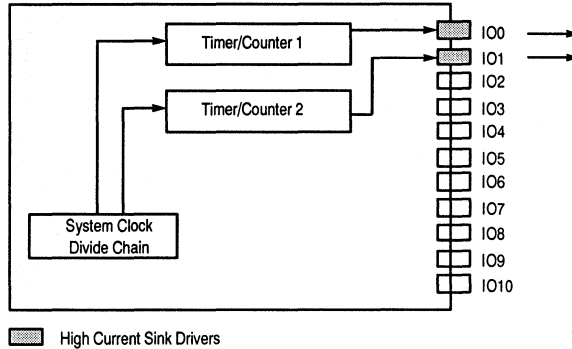 Timer/Counter 1
Timer/Counter 2
System Clock
Divide Chain
IO0
IO1
IO2
IO3
IO4
IO5
IO6
IO7
IO8
IO9
IO10
High Current Sink Drivers